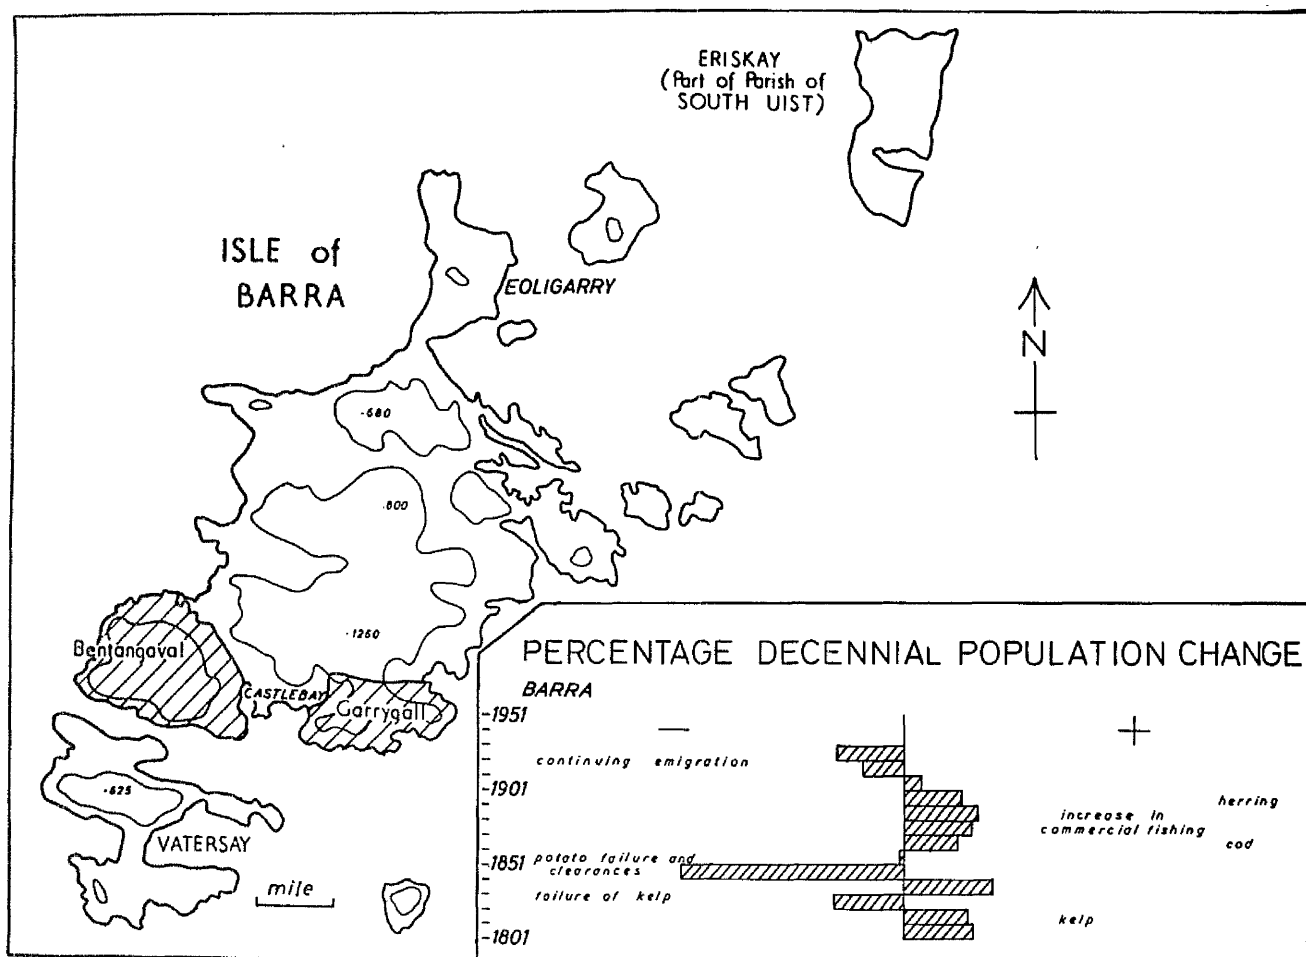 ERISKAY
(Part of Parish of
SOUTH UIST)
ISLE of
BARRA
EOLIGARRY
N
.680
.800
.1260
Bentangaval
CASTLEBAY
Garrygall
.625
VATERSAY
mile
PERCENTAGE DECENNIAL POPULATION CHANGE
BARRA
-1951
-1901
-1851
-1801
— +
continuing emigration
herring
increase in
commercial fishing
cod
potato failure and
clearances
failure of kelp
kelp